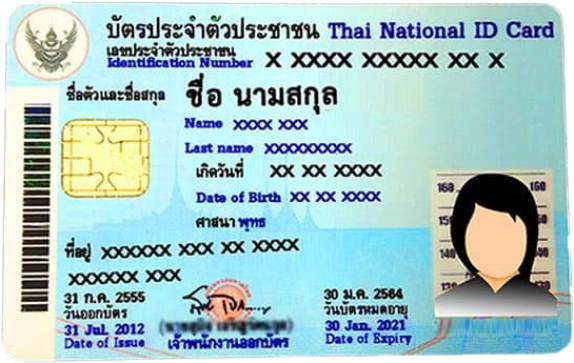 บัตรประจำตัวประชาชน Thai National ID Card
เลขประจำตัวประชาชน
Identification Number X XXXX XXXXX XX X
ชื่อตัวและชื่อสกุล ชื่อ นามสกุล
Name XXXX XXX
Last name XXXXXXXXXX
เกิดวันที่ XX XX XXXX
Date of Birth XX XX XXXX
ศาสนา พุทธ
ที่อยู่ XXXXXXX XXX XX XXXX
XXXXXXX XXX
160 160
31 ก.ค. 2555
วันออกบัตร
31 Jul. 2012
Date of Issue
เจ้าพนักงานออกบัตร
30 ม.ค. 2564
วันบัตรหมดอายุ
30 Jan. 2021
Date of Expiry